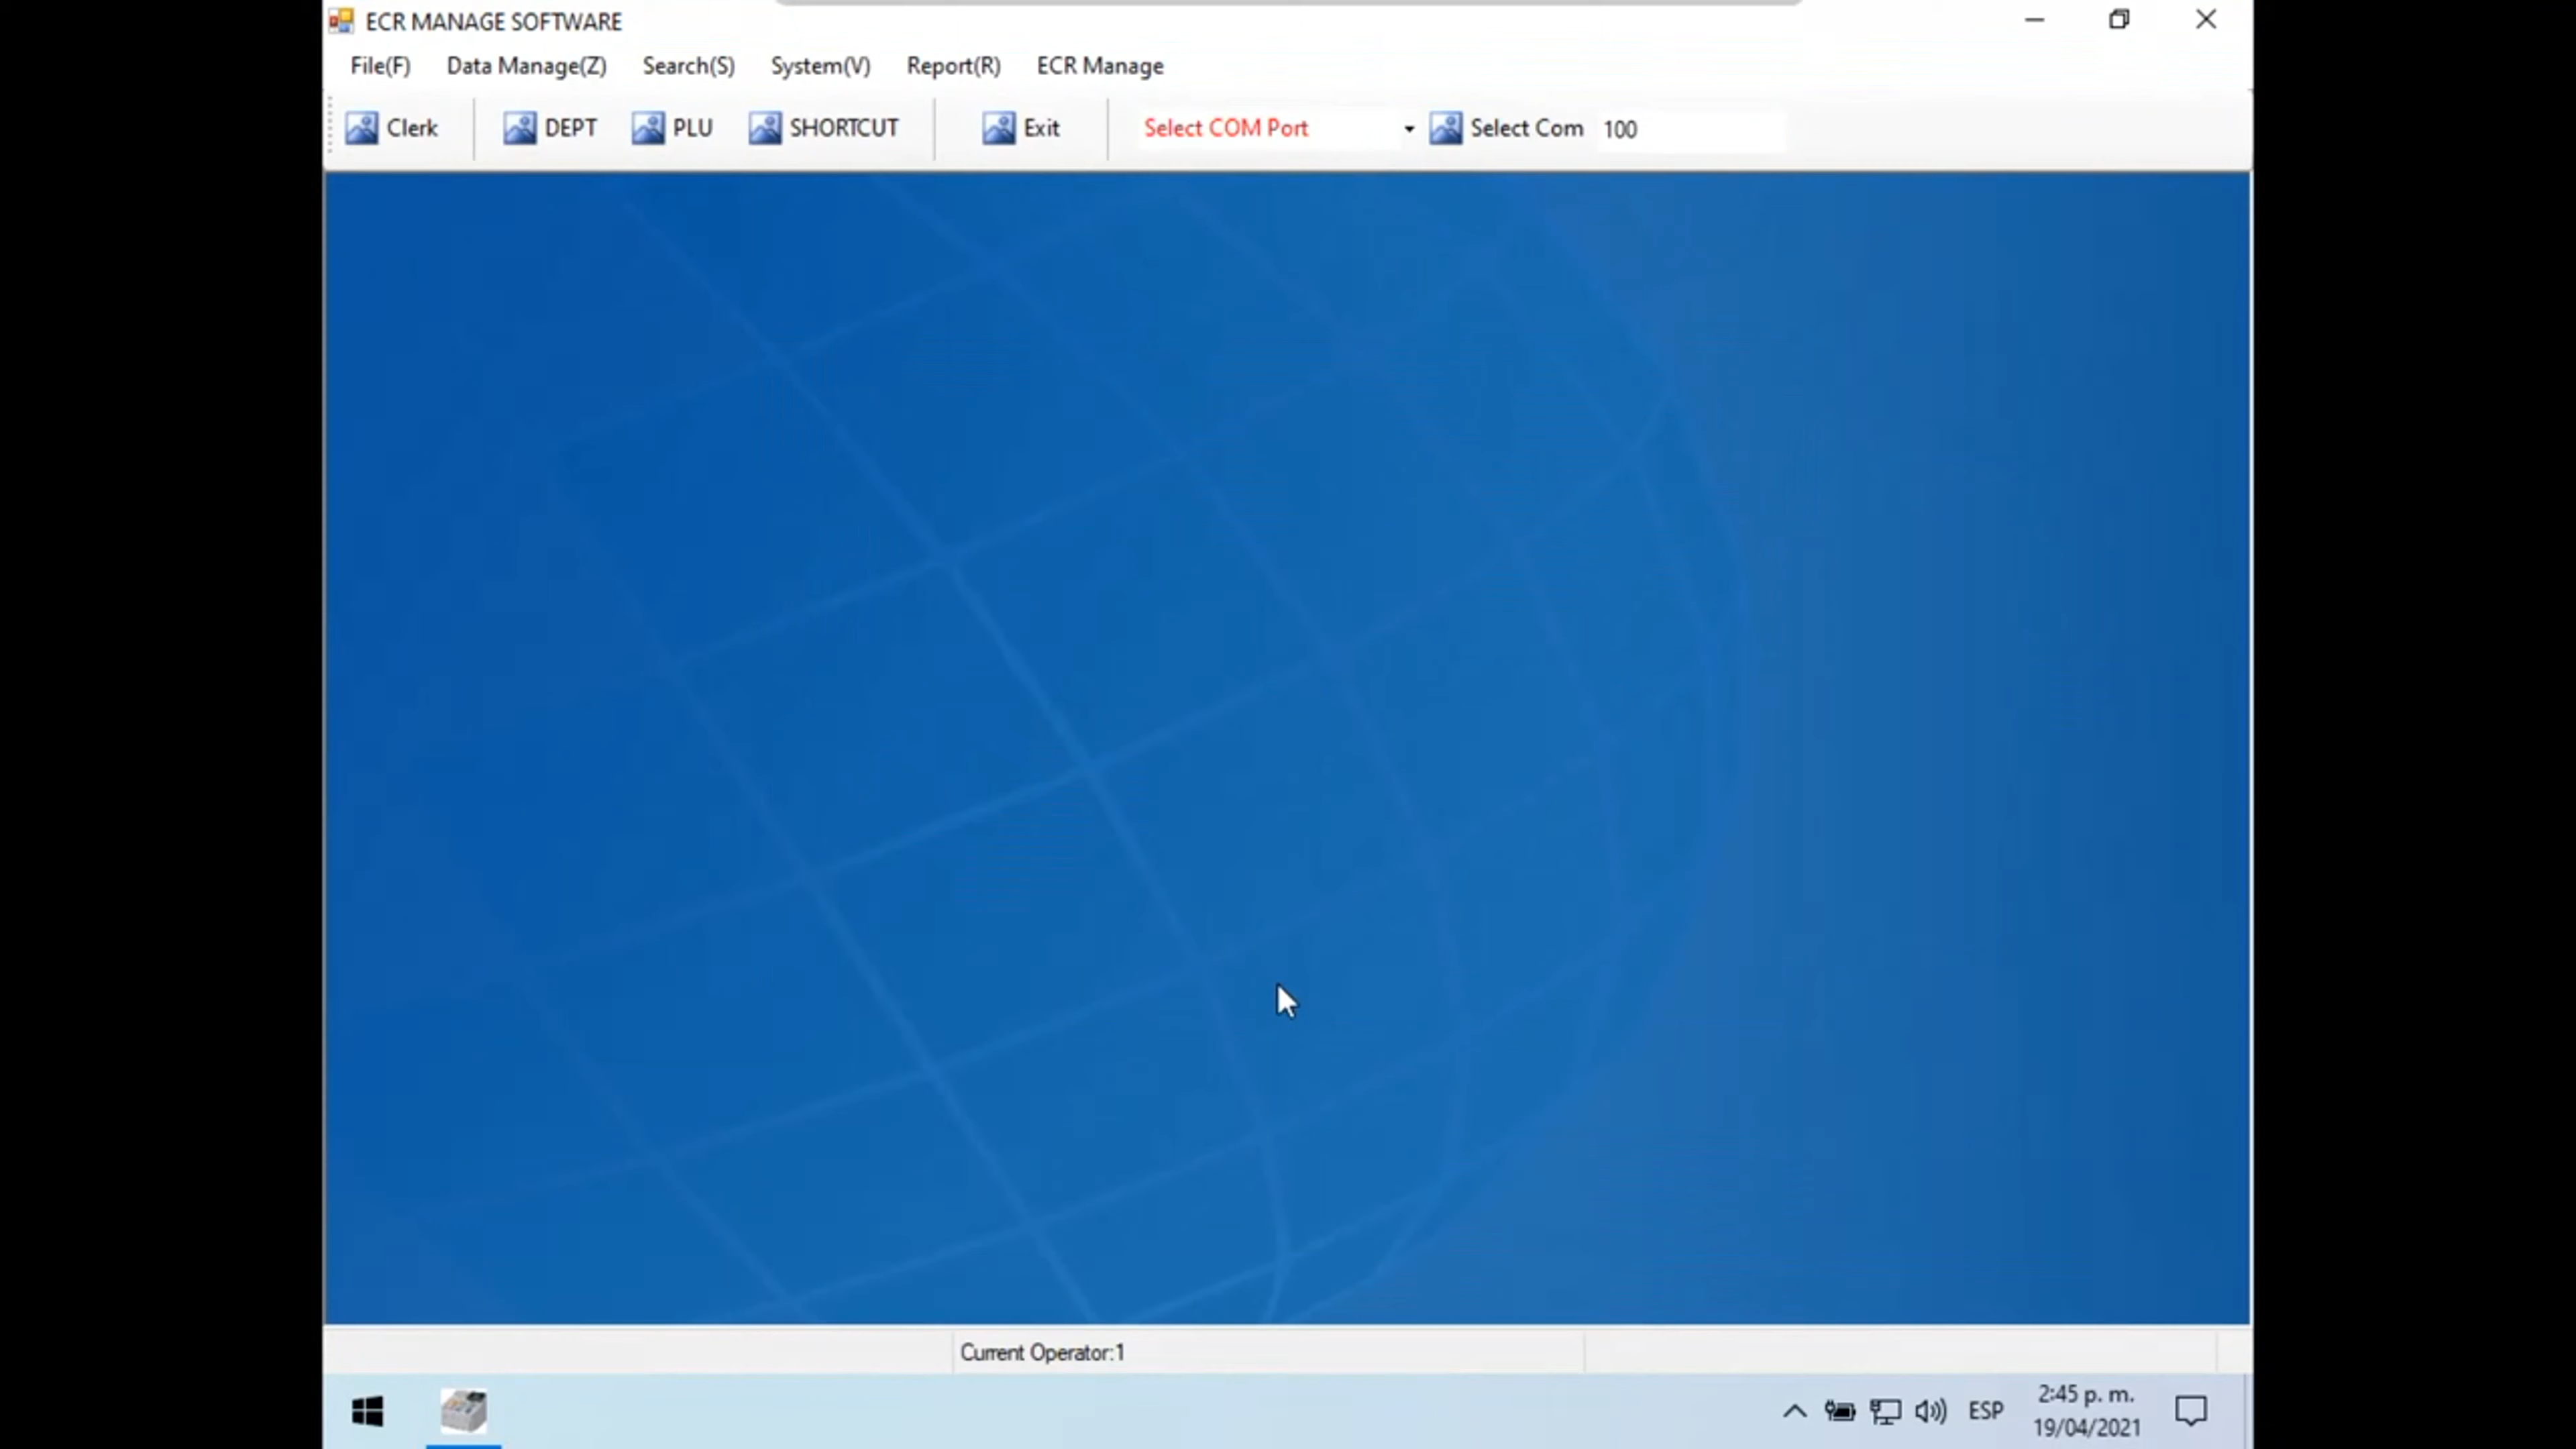 ECR MANAGE SOFTWARE
File(F) Data Manage(Z) Search(S) System(V) Report(R) ECR Manage
Clerk DEPT PLU SHORTCUT Exit Select COM Port Select Com 100
Current Operator:1
ESP 2:45 p. m.
19/04/2021